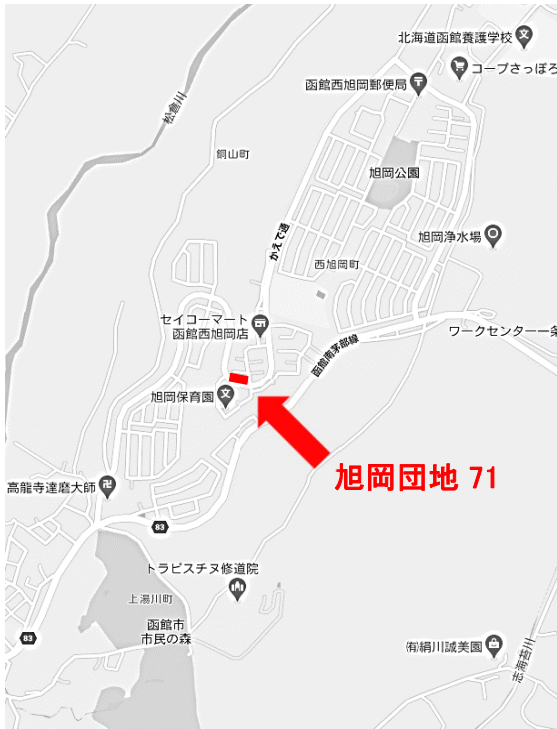 北海道函館養護学校
コープさっぽろ
函館西旭岡郵便局
松倉川
銅山町
旭岡公園
かえで通
旭岡浄水場
西旭岡町
セイコーマート
函館西旭岡店
ワークセンター一条
函館南茅部線
旭岡保育園
旭岡団地 71
高龍寺達磨大師
83
トラピスチヌ修道院
上湯川町
函館市
市民の森
83
㈲絹川誠美園
志海苔川